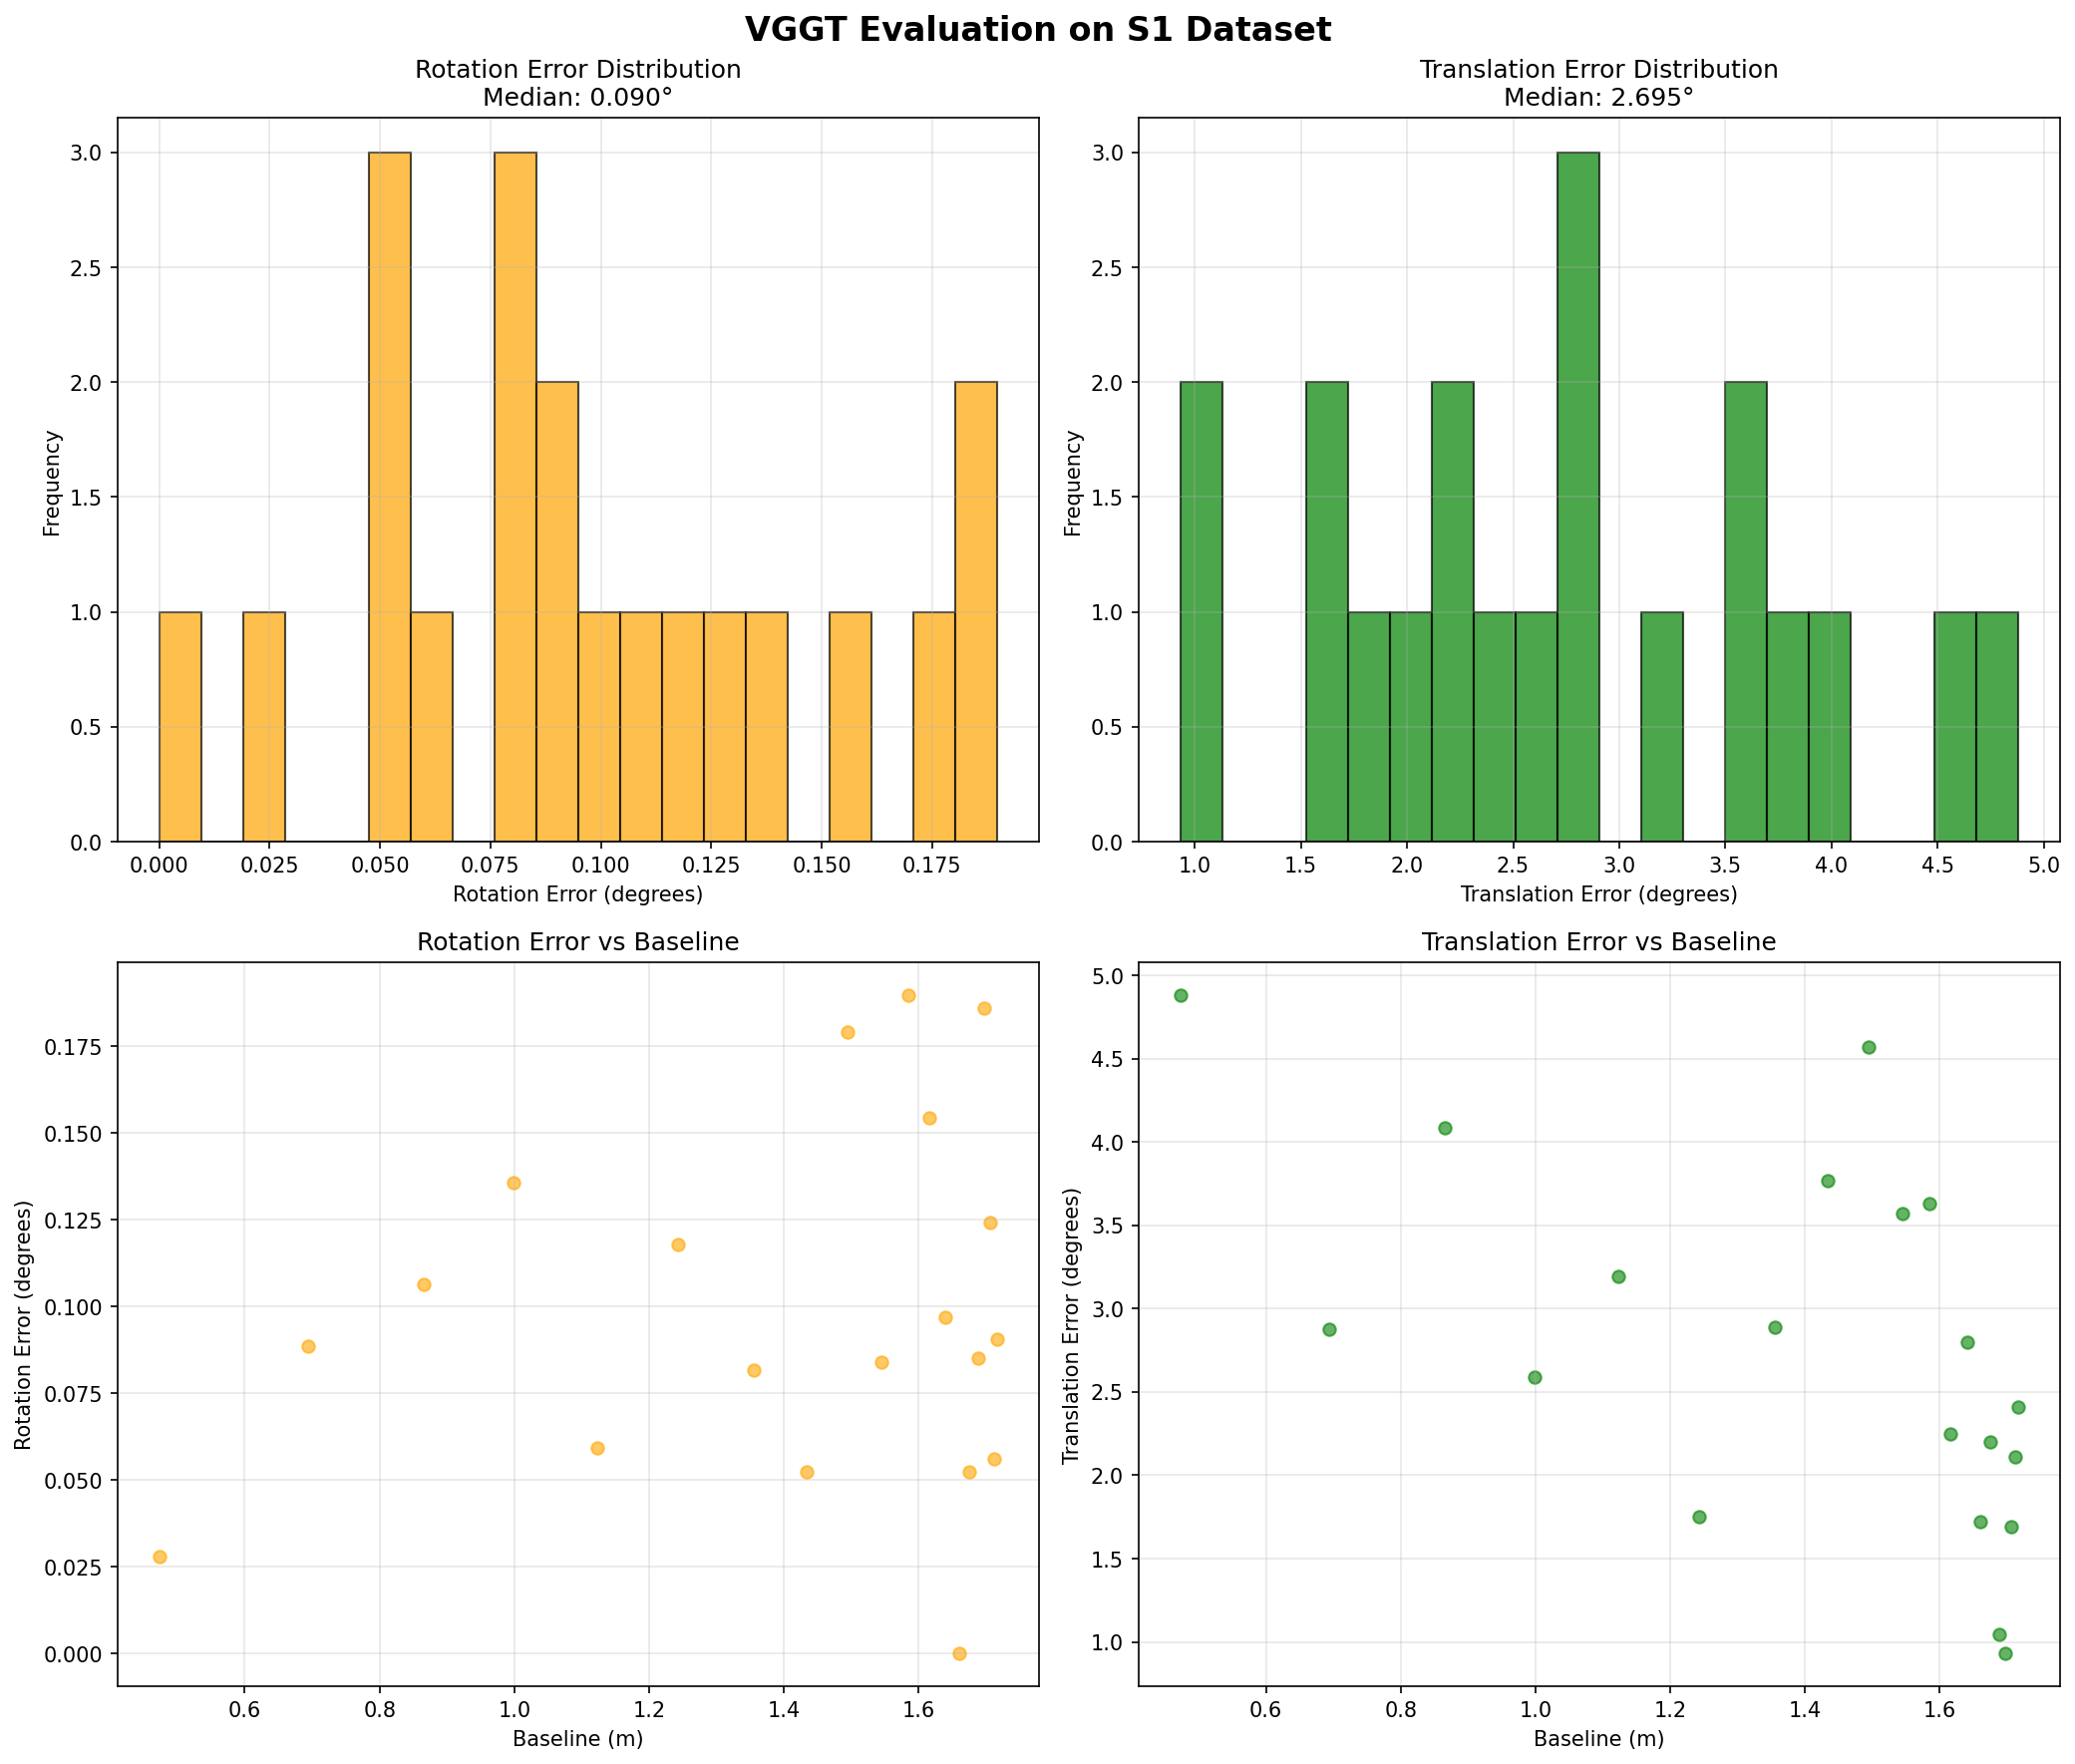 VGGT Evaluation on S1 Dataset
Rotation Error Distribution
Median: 0.090°
3.0
2.5
2.0
1.5
1.0
0.5
0.0
Frequency
0.000 0.025 0.050 0.075 0.100 0.125 0.150 0.175
Rotation Error (degrees)
Translation Error Distribution
Median: 2.695°
3.0
2.5
2.0
1.5
1.0
0.5
0.0
Frequency
1.0 1.5 2.0 2.5 3.0 3.5 4.0 4.5 5.0
Translation Error (degrees)
Rotation Error vs Baseline
0.175
0.150
0.125
0.100
0.075
0.050
0.025
0.000
Rotation Error (degrees)
0.6 0.8 1.0 1.2 1.4 1.6
Baseline (m)
Translation Error vs Baseline
5.0
4.5
4.0
3.5
3.0
2.5
2.0
1.5
1.0
Translation Error (degrees)
0.6 0.8 1.0 1.2 1.4 1.6
Baseline (m)